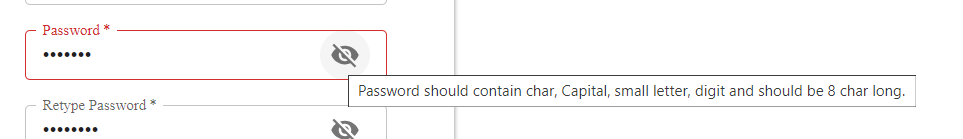 Password *
•••••••
Password should contain char, Capital, small letter, digit and should be 8 char long.
Retype Password *
••••••••